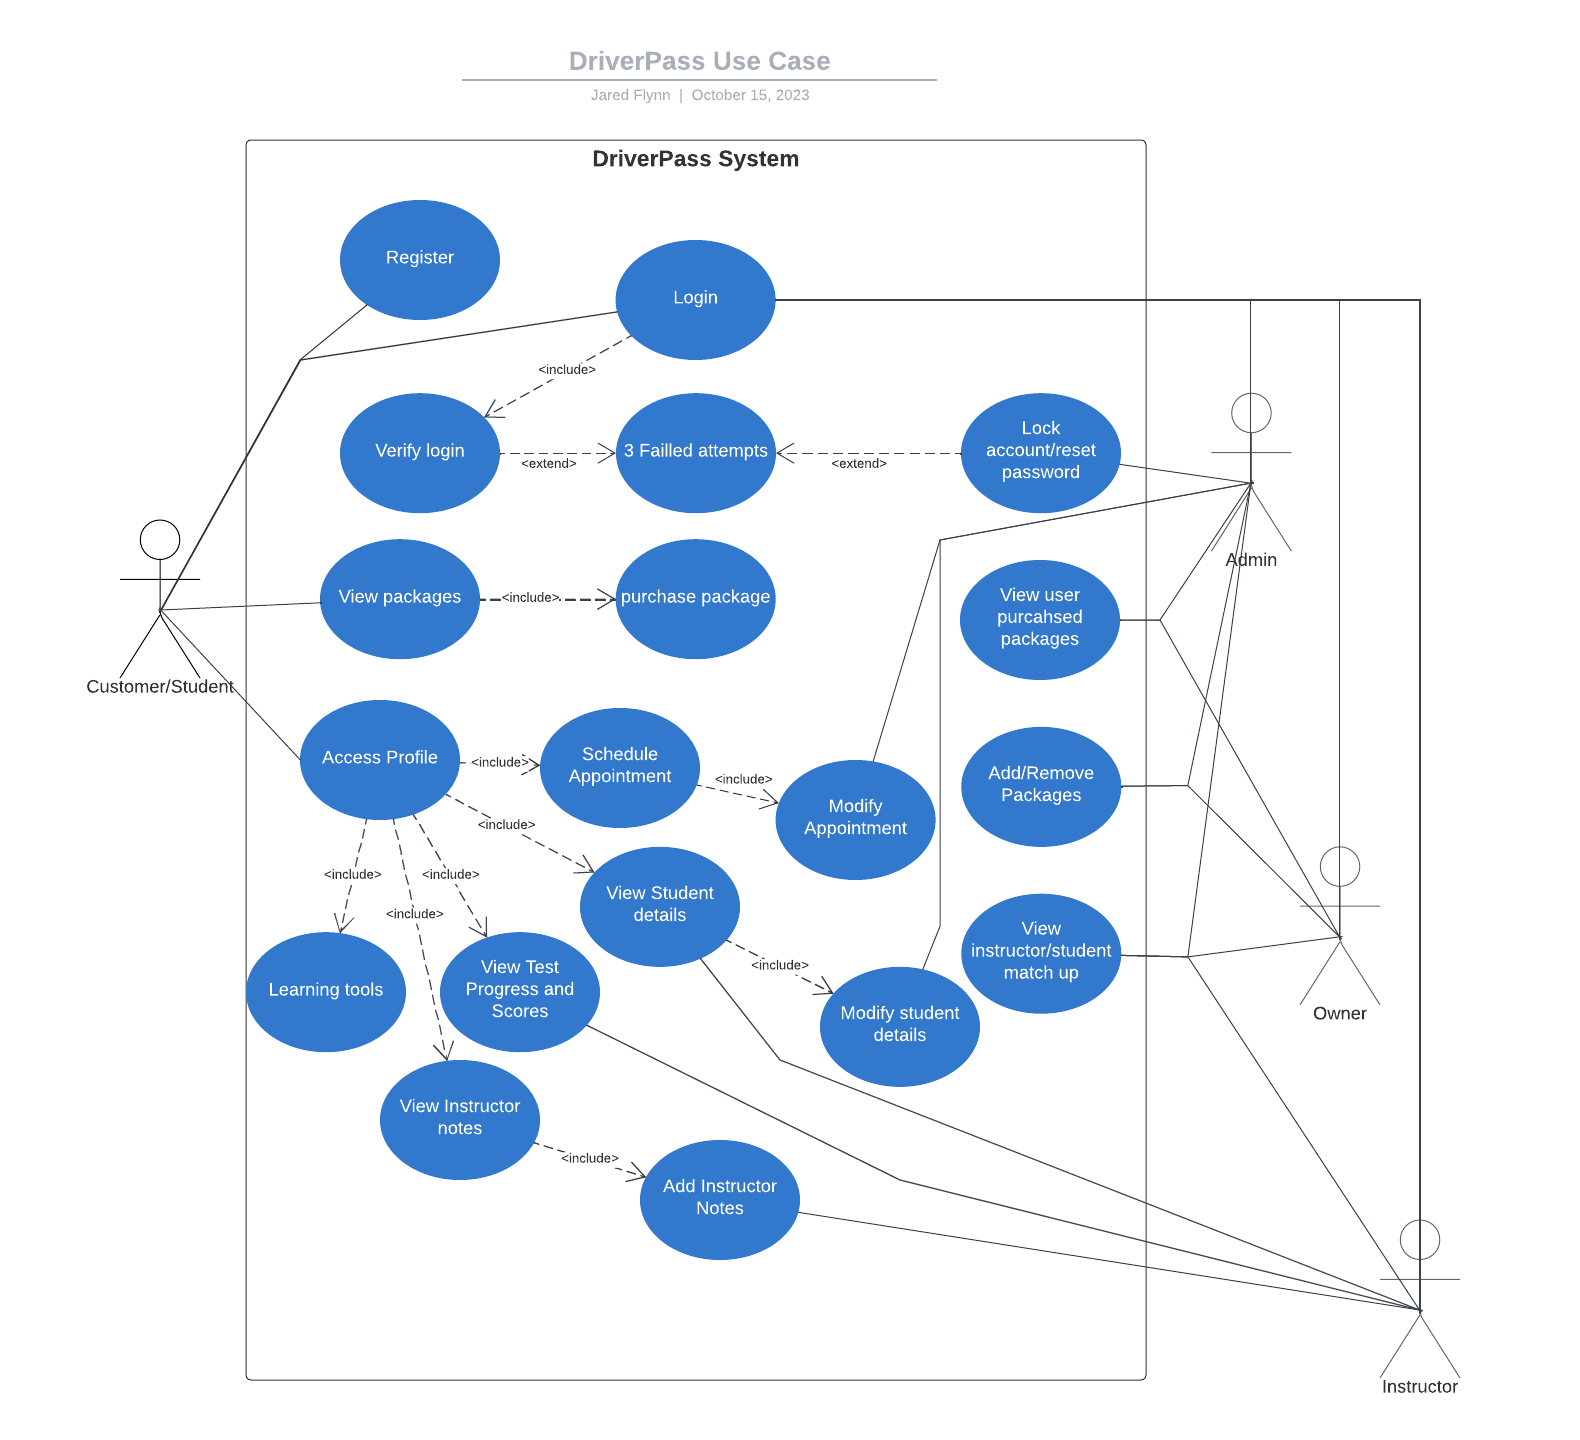 DriverPass Use Case
Jared Flynn | October 15, 2023
DriverPass System
Register
Login
<include>
Verify login
<extend>
3 Failled attempts
<extend>
Lock
account/reset
password
Admin
View packages
<include>
purchase package
View user
purcahsed
packages
Customer/Student
Access Profile
<include>
Schedule
Appointment
<include>
Modify
Appointment
Add/Remove
Packages
<include>
<include>
<include>
<include>
View Student
details
<include>
View
instructor/student
match up
Owner
Learning tools
View Test
Progress and
Scores
Modify student
details
View Instructor
notes
<include>
Add Instructor
Notes
Instructor